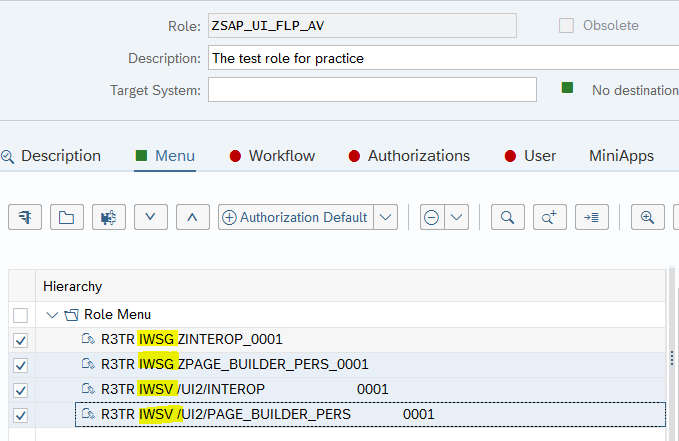 Role: ZSAP_UI_FLP_AV Obsolete
Description: The test role for practice
Target System: No destination
Description Menu Workflow Authorizations User MiniApps
Authorization Default
Hierarchy
Role Menu
R3TR IWSG ZINTEROP_0001
R3TR IWSG ZPAGE_BUILDER_PERS_0001
R3TR IWSV /UI2/INTEROP 0001
R3TR IWSV /UI2/PAGE_BUILDER_PERS 0001